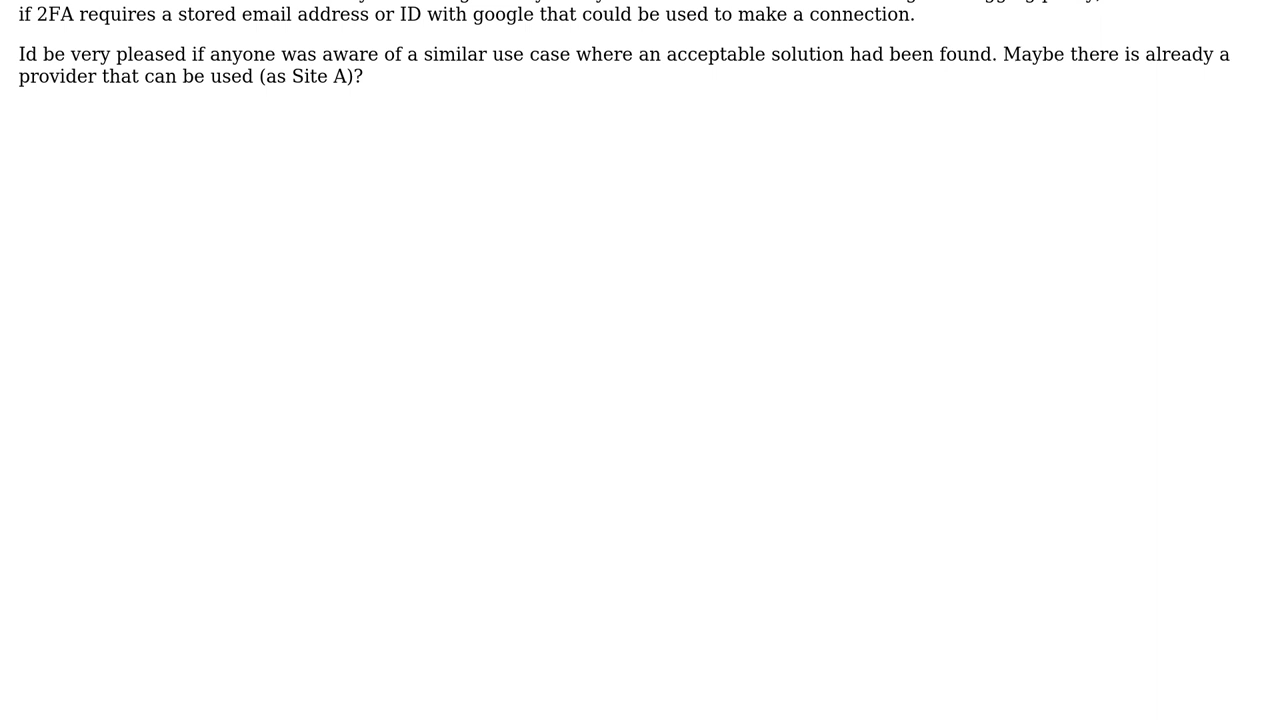 if 2FA requires a stored email address or ID with google that could be used to make a connection.
Id be very pleased if anyone was aware of a similar use case where an acceptable solution had been found. Maybe there is already a
provider that can be used (as Site A)?